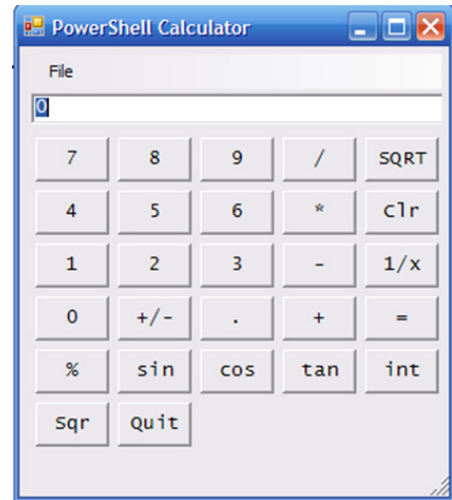 PowerShell Calculator
File
0
7 8 9 / SQRT
4 5 6 * Clr
1 2 3 - 1/x
0 +/- . + =
% sin cos tan int
Sqr Quit